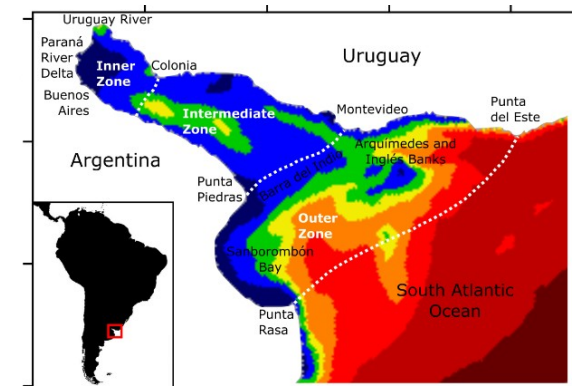 Uruguay River
Paraná
River
Delta
Inner
Zone
Colonia
Uruguay
Buenos
Aires
Intermediate
Zone
Montevideo
Punta
del Este
Argentina
Arquimedes and
Inglés Banks
Barra del Indio
Punta
Piedras
Outer
Zone
Sanborombón
Bay
South Atlantic
Ocean
Punta
Rasa